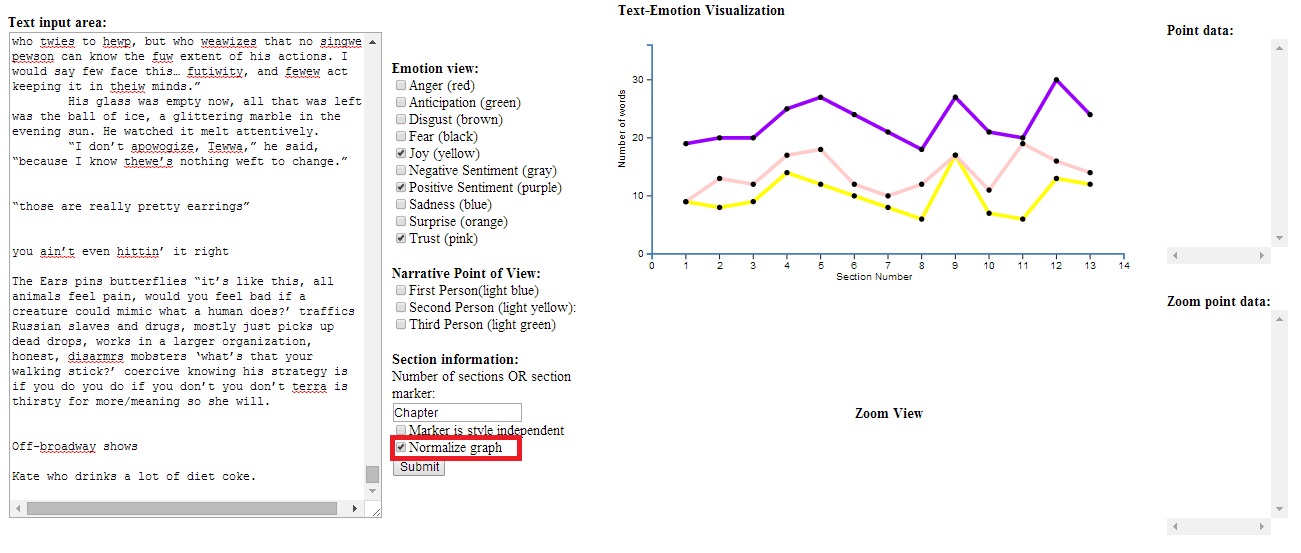 Text input area:
who twies to hewp, but who weawizes that no singwe
pewson can know the fuw extent of his actions. I
would say few face this… futiwity, and fewew act
keeping it in theiw minds.”
His glass was empty now, all that was left
was the ball of ice, a glittering marble in the
evening sun. He watched it melt attentively.
“I don’t apowogize, Tewwa,” he said,
“because I know thewe’s nothing weft to change.”
“those are really pretty earrings”
you ain’t even hittin’ it right
The Ears pins butterflies “it’s like this, all
animals feel pain, would you feel bad if a
creature could mimic what a human does?’ traffics
Russian slaves and drugs, mostly just picks up
dead drops, works in a larger organization,
honest, disarmrs mobsters ‘what’s that your
walking stick?’ coercive knowing his strategy is
if you do you do if you don’t you don’t terra is
thirsty for more/meaning so she will.
Off-broadway shows
Kate who drinks a lot of diet coke.
Emotion view:
Anger (red)
Anticipation (green)
Disgust (brown)
Fear (black)
Joy (yellow)
Negative Sentiment (gray)
Positive Sentiment (purple)
Sadness (blue)
Surprise (orange)
Trust (pink)
Narrative Point of View:
First Person(light blue)
Second Person (light yellow):
Third Person (light green)
Section information:
Number of sections OR section
marker:
Chapter
Marker is style independent
Normalize graph
Submit
Text-Emotion Visualization
Number of words
30
20
10
0
0 1 2 3 4 5 6 7 8 9 10 11 12 13 14
Section Number
Zoom View
Point data:
Zoom point data: